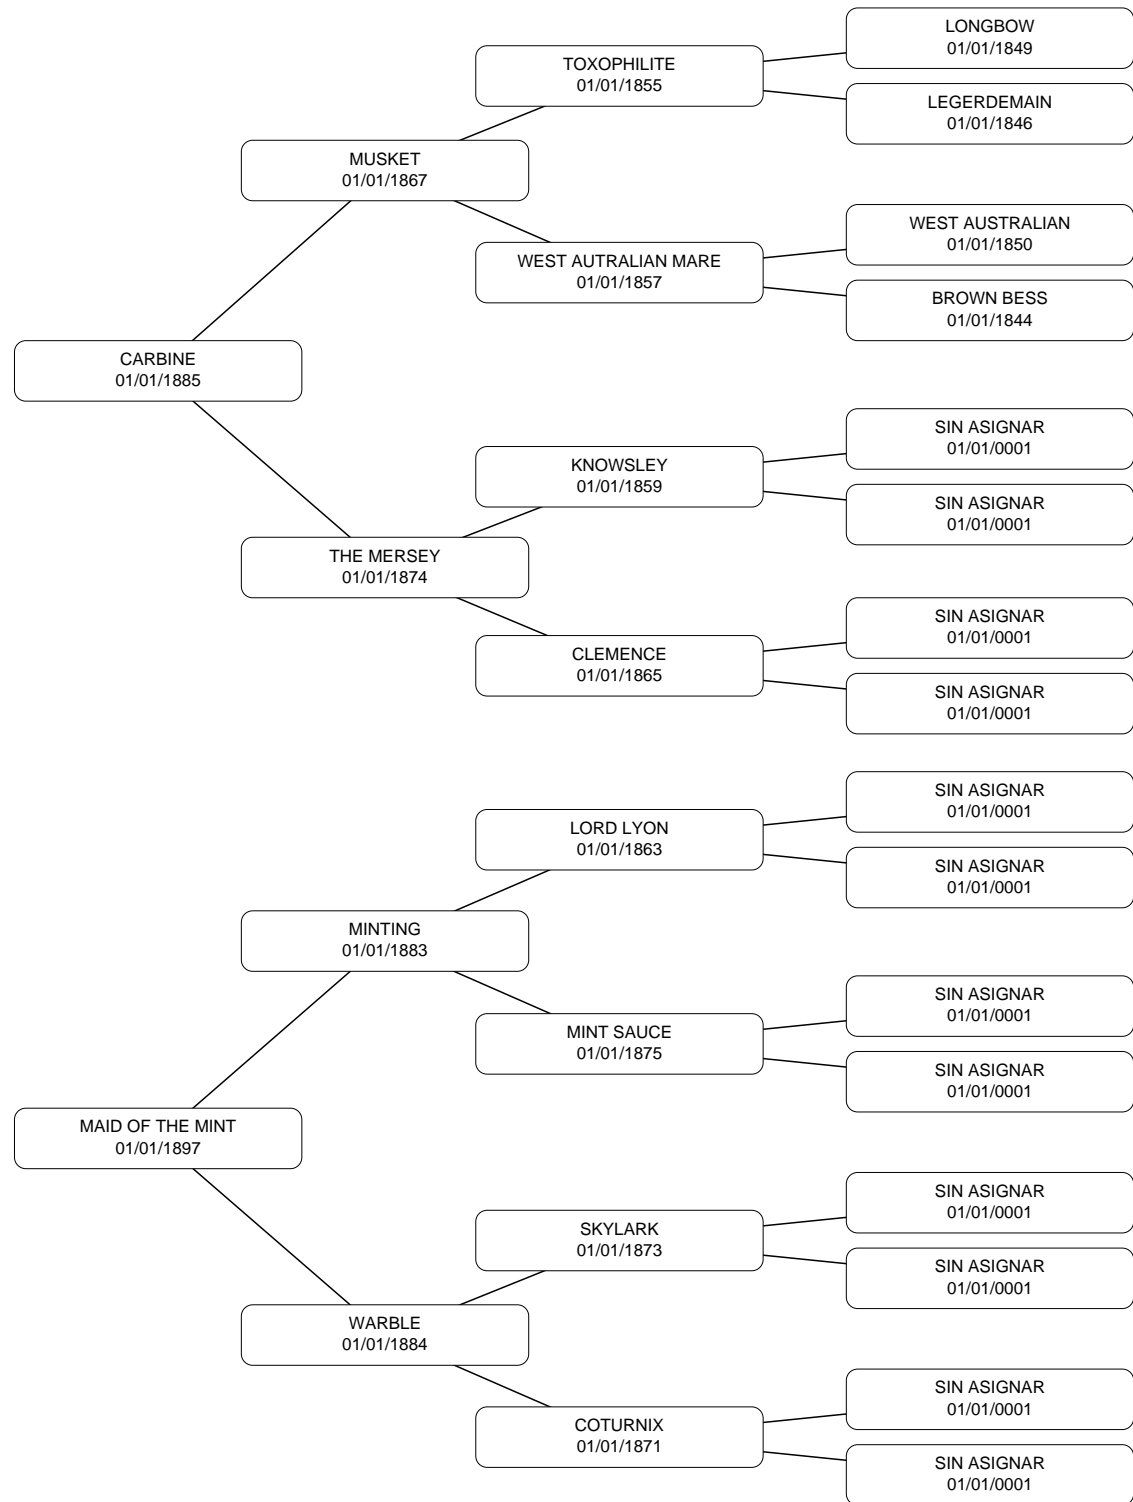 LONGBOW
01/01/1849
TOXOPHILITE
01/01/1855
LEGERDEMAIN
01/01/1846
MUSKET
01/01/1867
WEST AUSTRALIAN
01/01/1850
WEST AUTRALIAN MARE
01/01/1857
BROWN BESS
01/01/1844
CARBINE
01/01/1885
SIN ASIGNAR
01/01/0001
KNOWSLEY
01/01/1859
SIN ASIGNAR
01/01/0001
THE MERSEY
01/01/1874
SIN ASIGNAR
01/01/0001
CLEMENCE
01/01/1865
SIN ASIGNAR
01/01/0001
SIN ASIGNAR
01/01/0001
LORD LYON
01/01/1863
SIN ASIGNAR
01/01/0001
MINTING
01/01/1883
SIN ASIGNAR
01/01/0001
MINT SAUCE
01/01/1875
SIN ASIGNAR
01/01/0001
MAID OF THE MINT
01/01/1897
SIN ASIGNAR
01/01/0001
SKYLARK
01/01/1873
SIN ASIGNAR
01/01/0001
WARBLE
01/01/1884
SIN ASIGNAR
01/01/0001
COTURNIX
01/01/1871
SIN ASIGNAR
01/01/0001